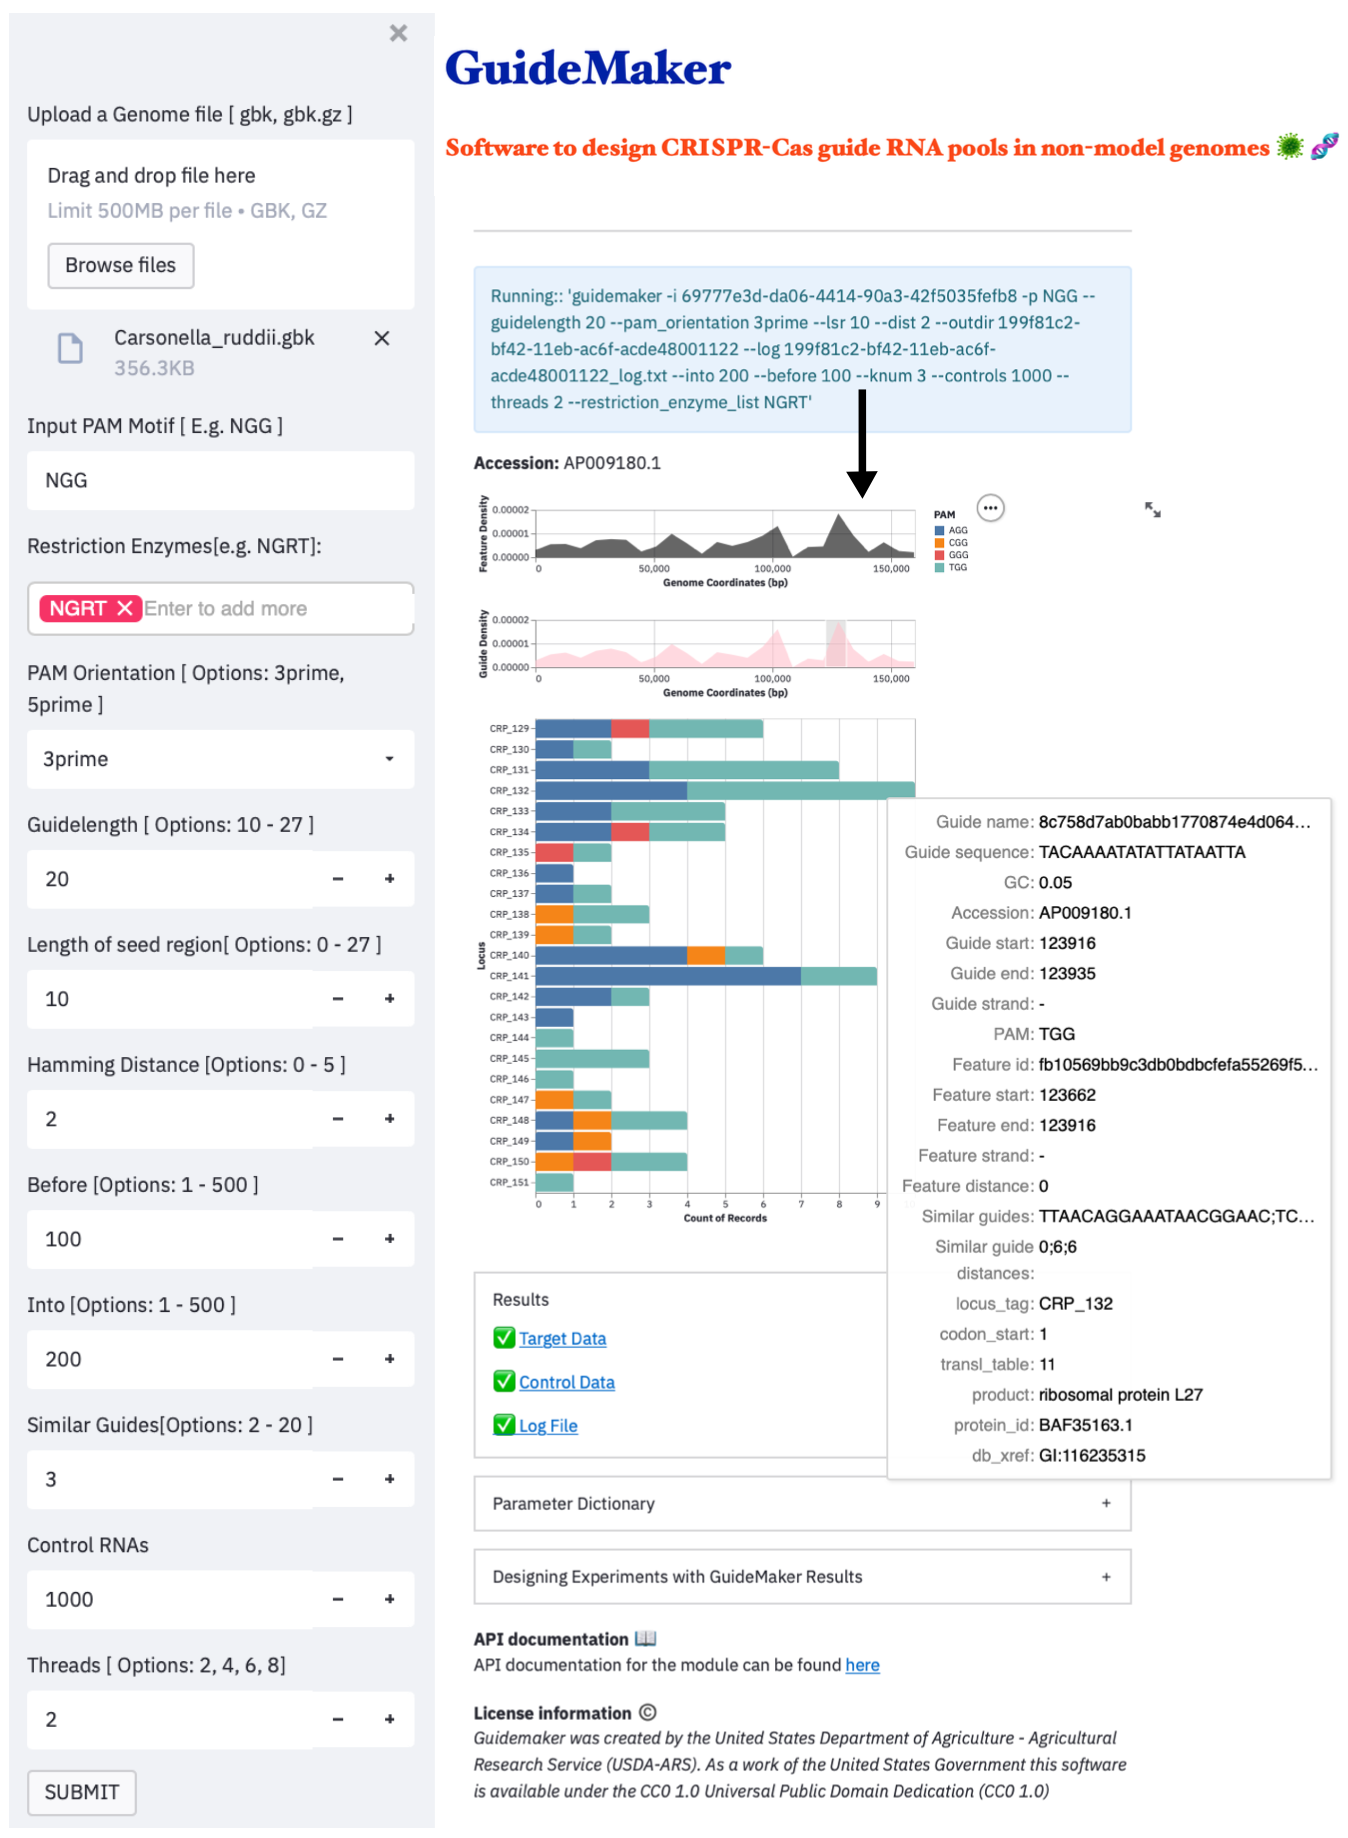 ×
Upload a Genome file [ gbk, gbk.gz ]
Drag and drop file here
Limit 500MB per file • GBK, GZ
Browse files
Carsonella_ruddii.gbk
356.3KB
Input PAM Motif [ E.g. NGG ]
NGG
Restriction Enzymes[e.g. NGRT]:
NGRT Enter to add more
PAM Orientation [ Options: 3prime,
5prime ]
3prime
Guidelength [ Options: 10 - 27 ]
20 - +
Length of seed region[ Options: 0 - 27 ]
10 - +
Hamming Distance [Options: 0 - 5 ]
2 - +
Before [Options: 1 - 500 ]
100 - +
Into [Options: 1 - 500 ]
200 - +
Similar Guides[Options: 2 - 20 ]
3 - +
Control RNAs
1000 - +
Threads [ Options: 2, 4, 6, 8]
2 - +
SUBMIT
GuideMaker
Software to design CRISPR-Cas guide RNA pools in non-model genomes
Running:: 'guidemaker -i 69777e3d-da06-4414-90a3-42f5035fefb8 -p NGG --
guidelength 20 --pam_orientation 3prime --lsr 10 --dist 2 --outdir 199f81c2-
bf42-11eb-ac6f-acde48001122 --log 199f81c2-bf42-11eb-ac6f-
acde48001122_log.txt --into 200 --before 100 --knum 3 --controls 1000 --
threads 2 --restriction_enzyme_list NGRT'
Accession: AP009180.1
Feature Density
0.00002
0.00001
0.00000
0 50,000 100,000 150,000
Genome Coordinates (bp)
PAM
AGG
CGG
GGG
TGG
Guide Density
0.00002
0.00001
0.00000
0 50,000 100,000 150,000
Genome Coordinates (bp)
Locus
CRP_129
CRP_130
CRP_131
CRP_132
CRP_133
CRP_134
CRP_135
CRP_136
CRP_137
CRP_138
CRP_139
CRP_140
CRP_141
CRP_142
CRP_143
CRP_144
CRP_145
CRP_146
CRP_147
CRP_148
CRP_149
CRP_150
CRP_151
0 1 2 3 4 5 6 7 8 9
Count of Records
Guide name: 8c758d7ab0babb1770874e4d064...
Guide sequence: TACAAAATATATTATAATTA
GC: 0.05
Accession: AP009180.1
Guide start: 123916
Guide end: 123935
Guide strand: -
PAM: TGG
Feature id: fb10569bb9c3db0bdbcfefa55269f5...
Feature start: 123662
Feature end: 123916
Feature strand: -
Feature distance: 0
Similar guides: TTAACAGGAAATAACGGAAC;TC...
Similar guide 0;6;6
distances:
locus_tag: CRP_132
codon_start: 1
transl_table: 11
product: ribosomal protein L27
protein_id: BAF35163.1
db_xref: GI:116235315
Results
Target Data
Control Data
Log File
Parameter Dictionary +
Designing Experiments with GuideMaker Results +
API documentation
API documentation for the module can be found here
License information ©
Guidemaker was created by the United States Department of Agriculture - Agricultural
Research Service (USDA-ARS). As a work of the United States Government this software
is available under the CC0 1.0 Universal Public Domain Dedication (CC0 1.0)